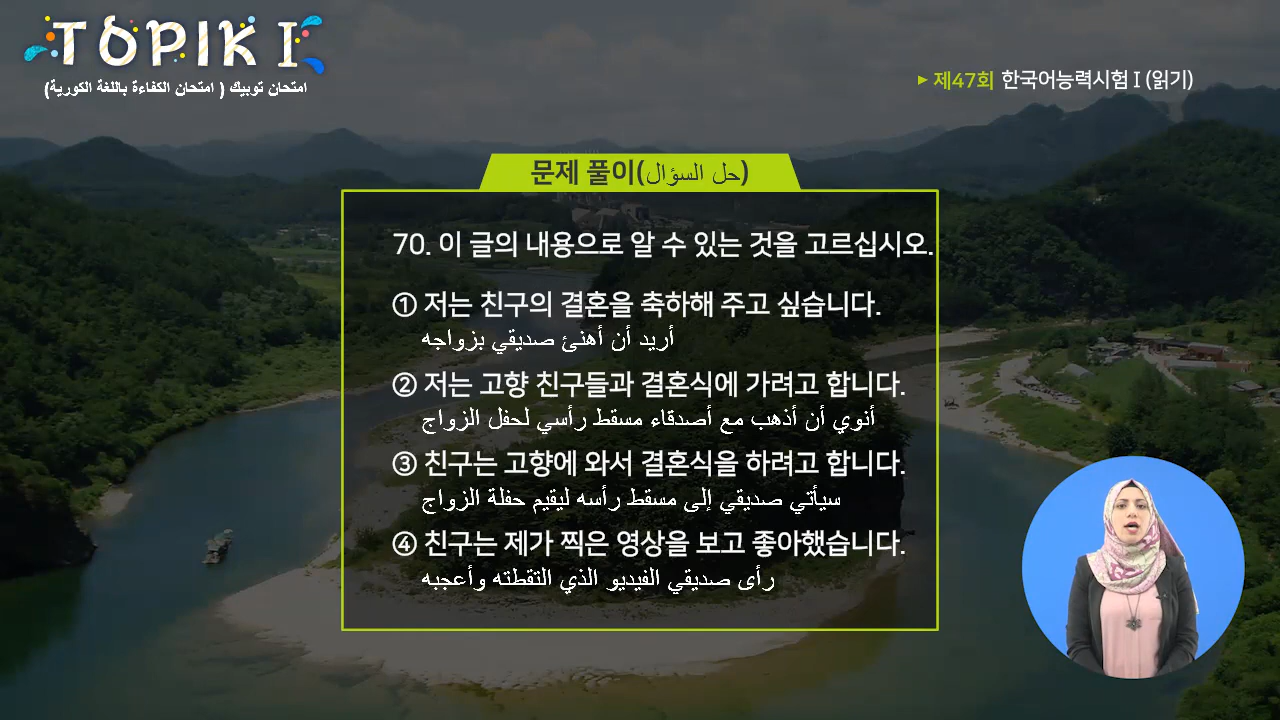 TOPIK I
امتحان توبيك ( امتحان الكفاءة باللغة الكورية)
▶ 제47회 한국어능력시험 I (읽기)
문제 풀이(حل السؤال)
70. 이 글의 내용으로 알 수 있는 것을 고르십시오.
① 저는 친구의 결혼을 축하해 주고 싶습니다.
أريد أن أهنئ صديقي بزواجه
② 저는 고향 친구들과 결혼식에 가려고 합니다.
أنوي أن أذهب مع أصدقاء مسقط رأسي لحفل الزواج
③ 친구는 고향에 와서 결혼식을 하려고 합니다.
سيأتي صديقي إلى مسقط رأسه ليقيم حفلة الزواج
④ 친구는 제가 찍은 영상을 보고 좋아했습니다.
رأى صديقي الفيديو الذي التقطته وأعجبه